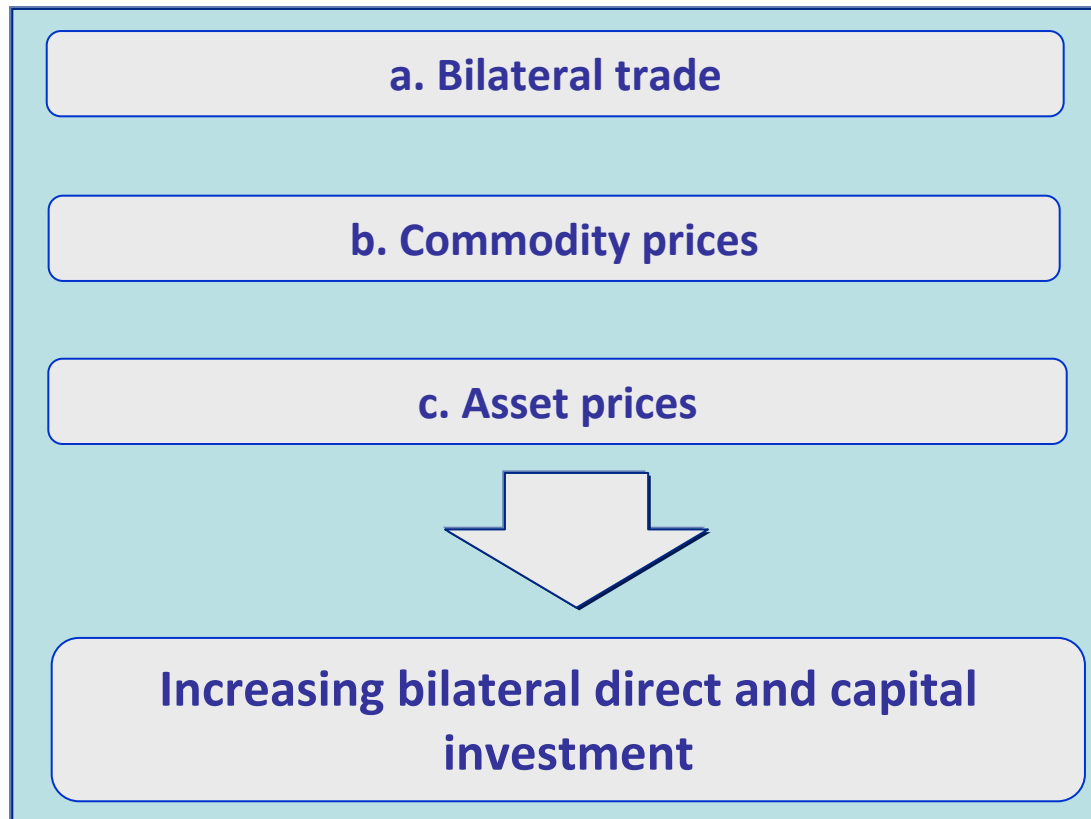 a. Bilateral trade
b. Commodity prices
c. Asset prices
Increasing bilateral direct and capital
investment